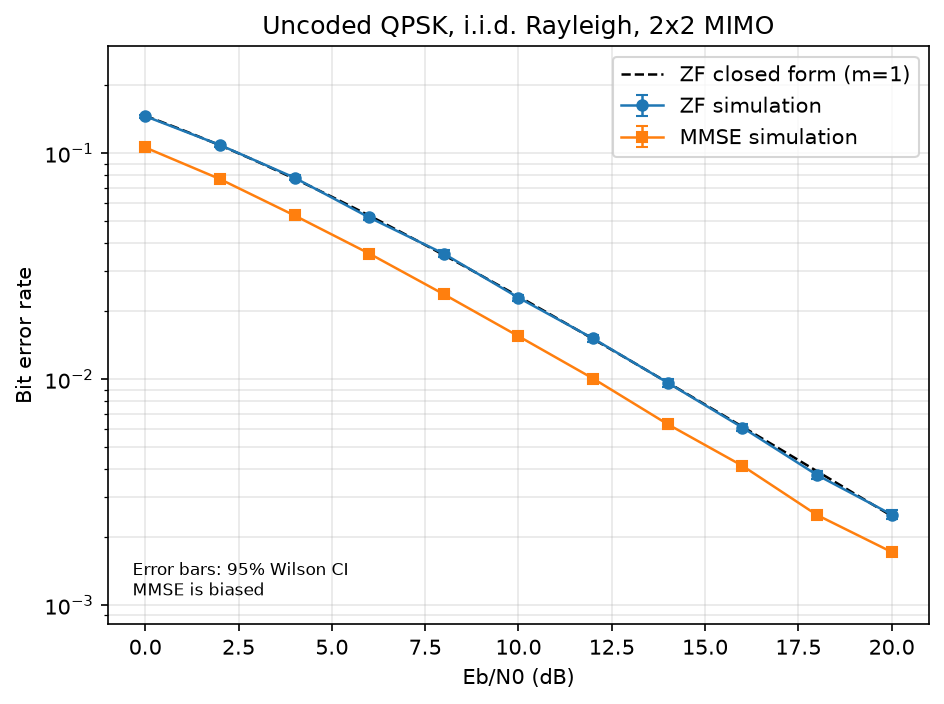 Uncoded QPSK, i.i.d. Rayleigh, 2x2 MIMO
ZF closed form (m=1)
ZF simulation
MMSE simulation
Bit error rate
10⁻¹
10⁻²
10⁻³
Error bars: 95% Wilson CI
MMSE is biased
0.0 2.5 5.0 7.5 10.0 12.5 15.0 17.5 20.0
Eb/N0 (dB)